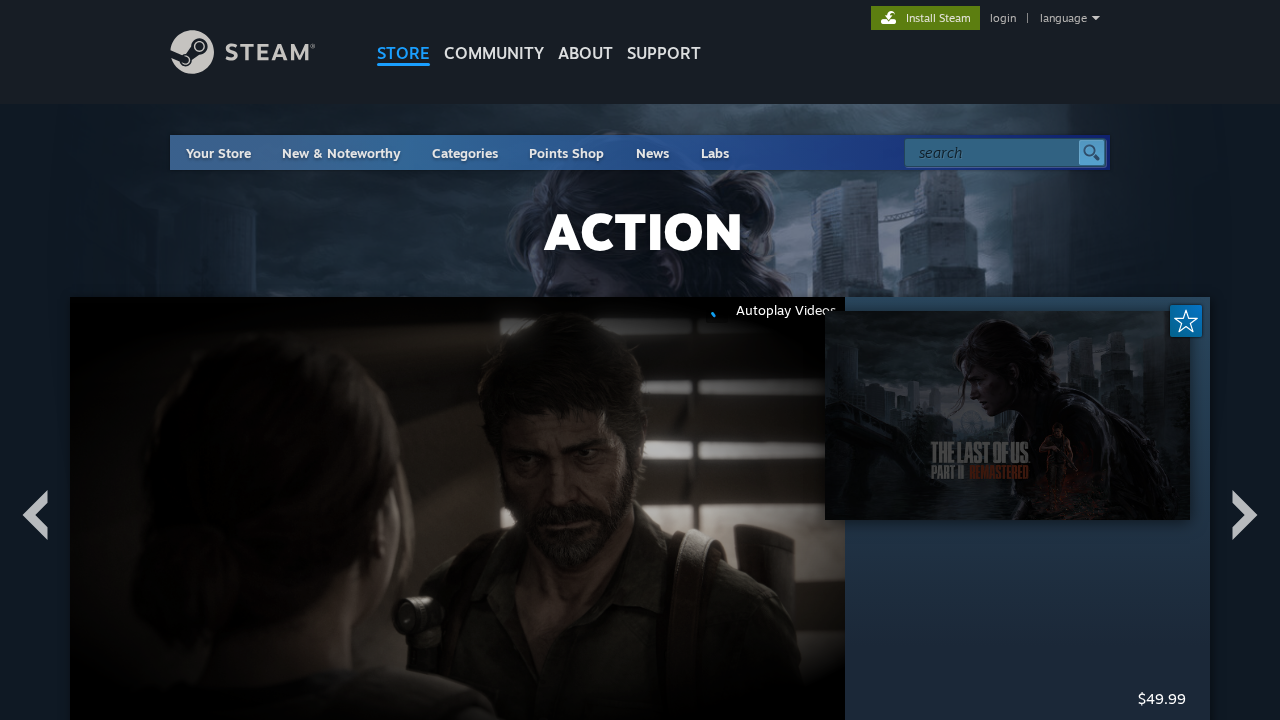 Install Steam
login | language
STEAM®
STORE COMMUNITY ABOUT SUPPORT
Your Store New & Noteworthy Categories Points Shop News Labs search
ACTION
Autoplay Videos
THE LAST OF US
PART II REMASTERED
$49.99